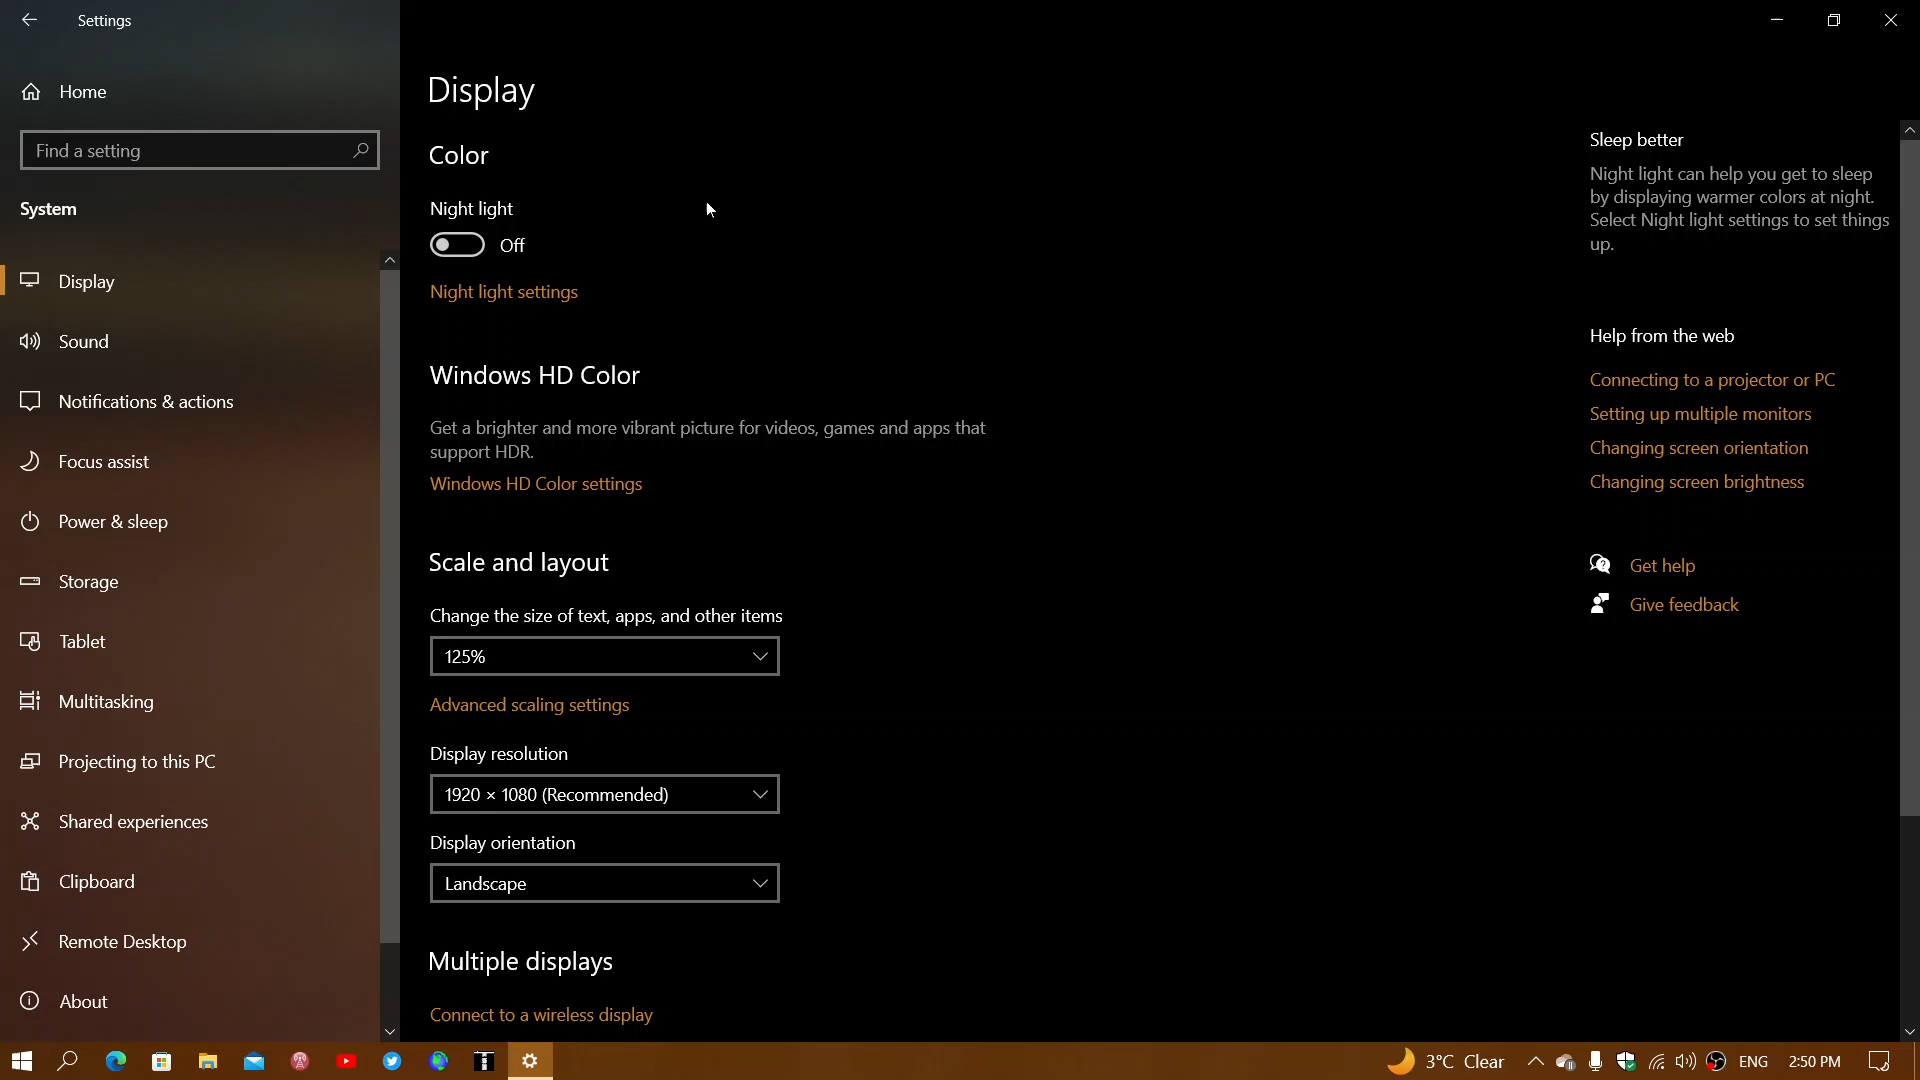 Settings
Home
Find a setting
System
Display
Sound
Notifications & actions
Focus assist
Power & sleep
Storage
Tablet
Multitasking
Projecting to this PC
Shared experiences
Clipboard
Remote Desktop
About
Display
Color
Night light
Off
Night light settings
Windows HD Color
Get a brighter and more vibrant picture for videos, games and apps that
support HDR.
Windows HD Color settings
Scale and layout
Change the size of text, apps, and other items
125%
Advanced scaling settings
Display resolution
1920 × 1080 (Recommended)
Display orientation
Landscape
Multiple displays
Connect to a wireless display
Sleep better
Night light can help you get to sleep
by displaying warmer colors at night.
Select Night light settings to set things
up.
Help from the web
Connecting to a projector or PC
Setting up multiple monitors
Changing screen orientation
Changing screen brightness
Get help
Give feedback
3°C Clear
ENG
2:50 PM